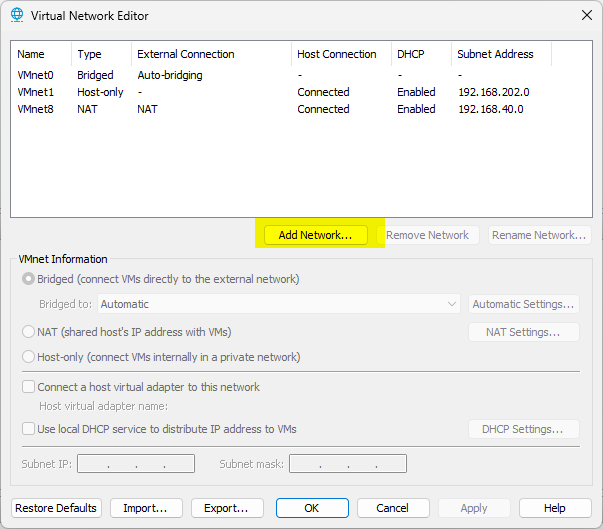 Virtual Network Editor
Name Type External Connection Host Connection DHCP Subnet Address
VMnet0 Bridged Auto-bridging - - -
VMnet1 Host-only - Connected Enabled 192.168.202.0
VMnet8 NAT NAT Connected Enabled 192.168.40.0
Add Network... Remove Network Rename Network...
VMnet Information
Bridged (connect VMs directly to the external network)
Bridged to: Automatic Automatic Settings...
NAT (shared host's IP address with VMs) NAT Settings...
Host-only (connect VMs internally in a private network)
Connect a host virtual adapter to this network
Host virtual adapter name:
Use local DHCP service to distribute IP address to VMs DHCP Settings...
Subnet IP: . . . Subnet mask: . . .
Restore Defaults Import... Export... OK Cancel Apply Help